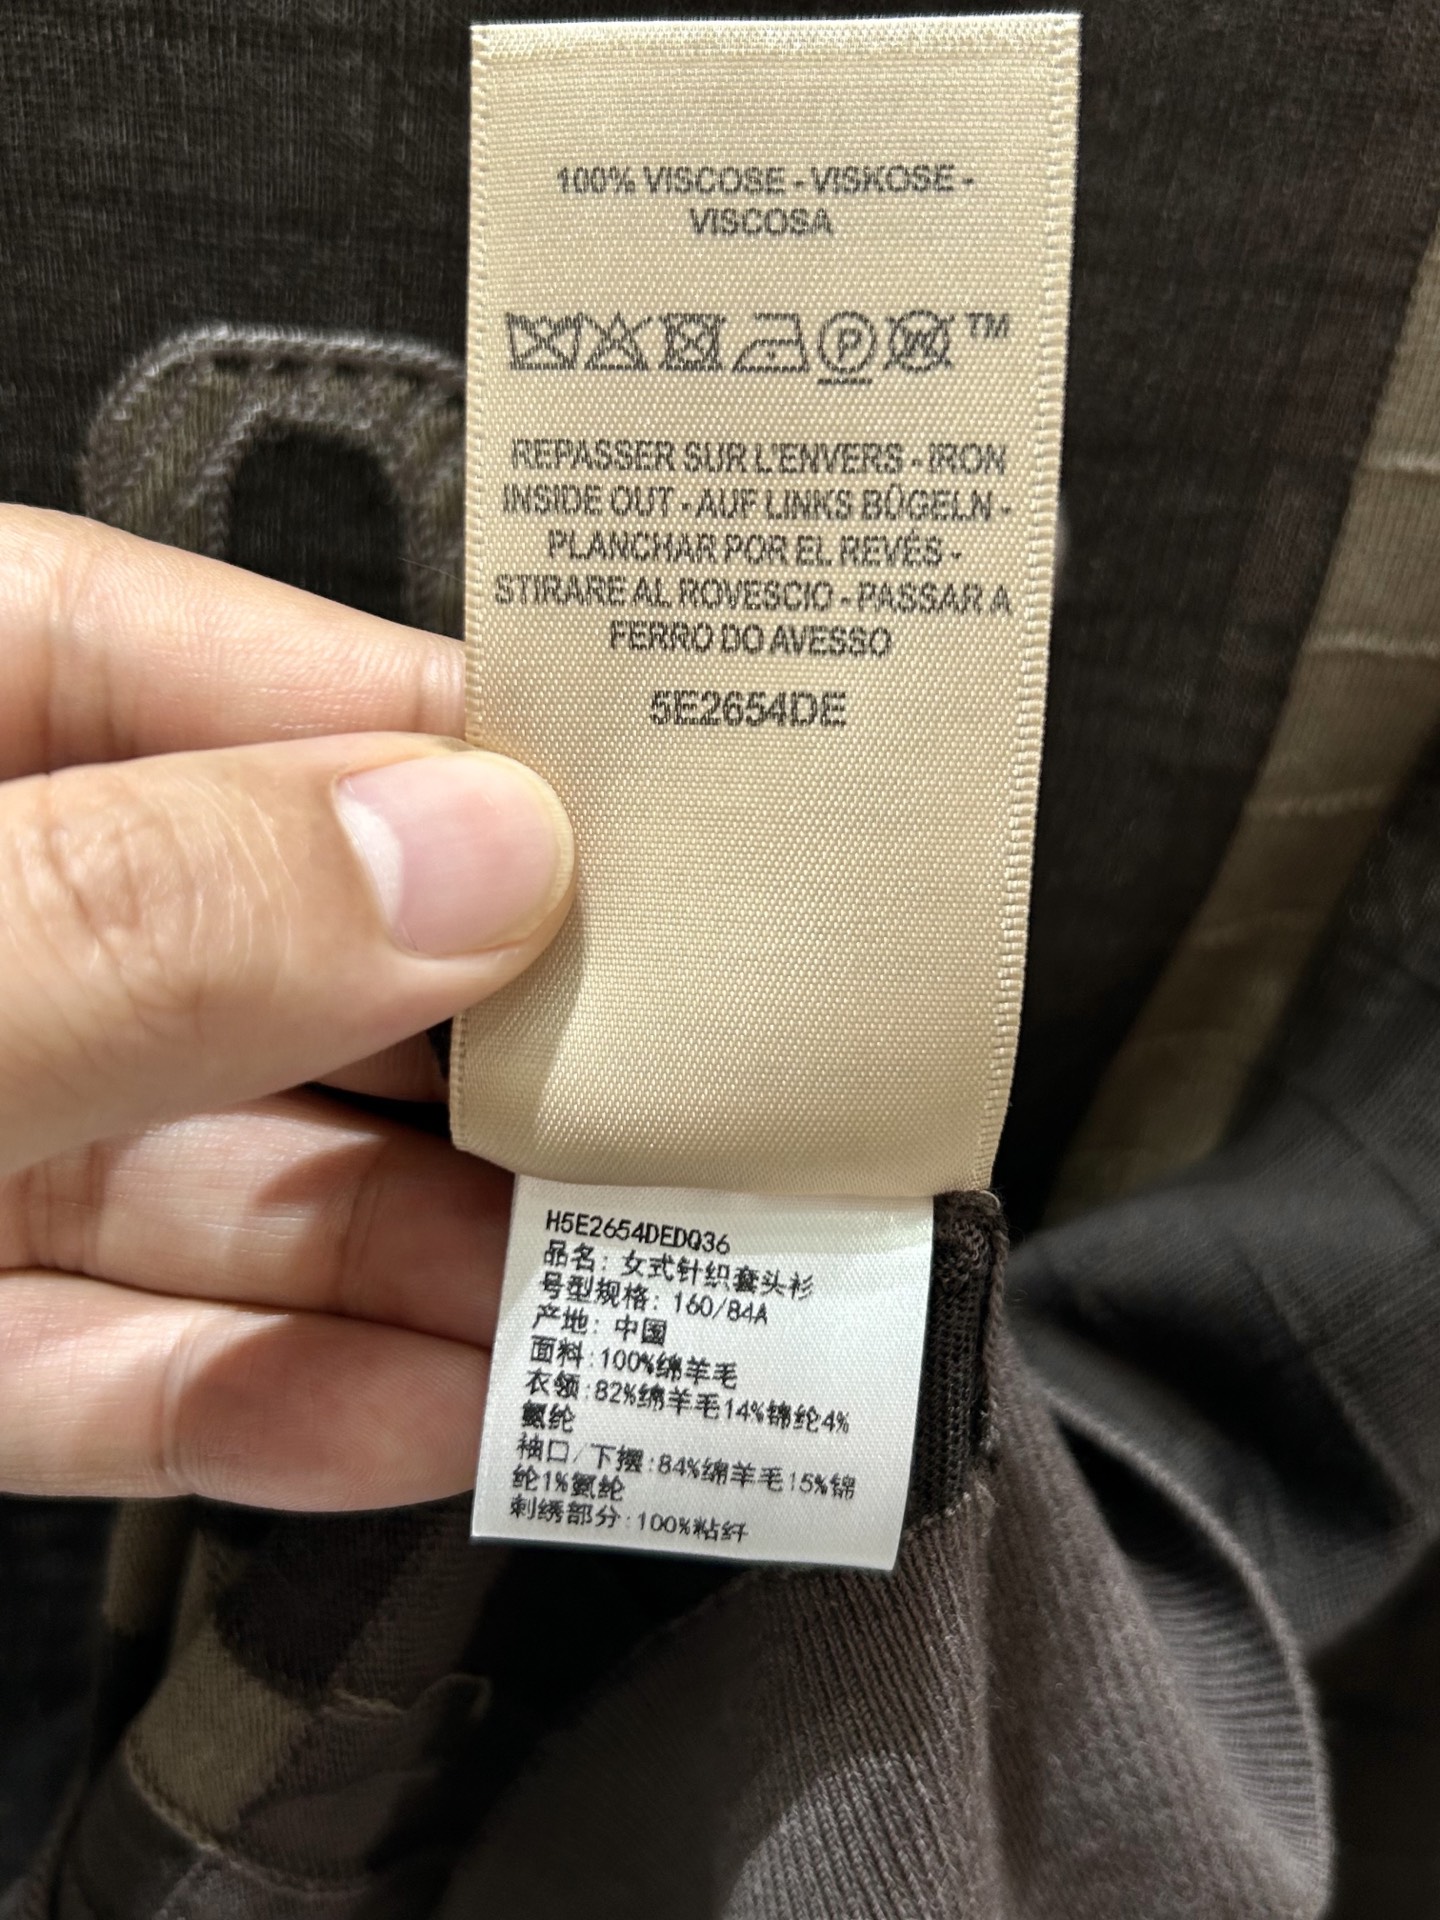 100% VISCOSE - VISKOSE -
VISCOSA
P
W
TM
REPASSER SUR L'ENVERS - IRON
INSIDE OUT - AUF LINKS BÜGELN -
PLANCHAR POR EL REVÉS -
STIRARE AL ROVESCIO - PASSAR A
FERRO DO AVESSO
5E2654DE
H5E2654DEDQ36
品名: 女式针织套头衫
号型规格: 160/84A
产地: 中国
面料:100%绵羊毛
衣领:82%绵羊毛14%锦纶4%
氨纶
袖口/下摆:84%绵羊毛15%锦
纶1%氨纶
刺绣部分:100%粘纤